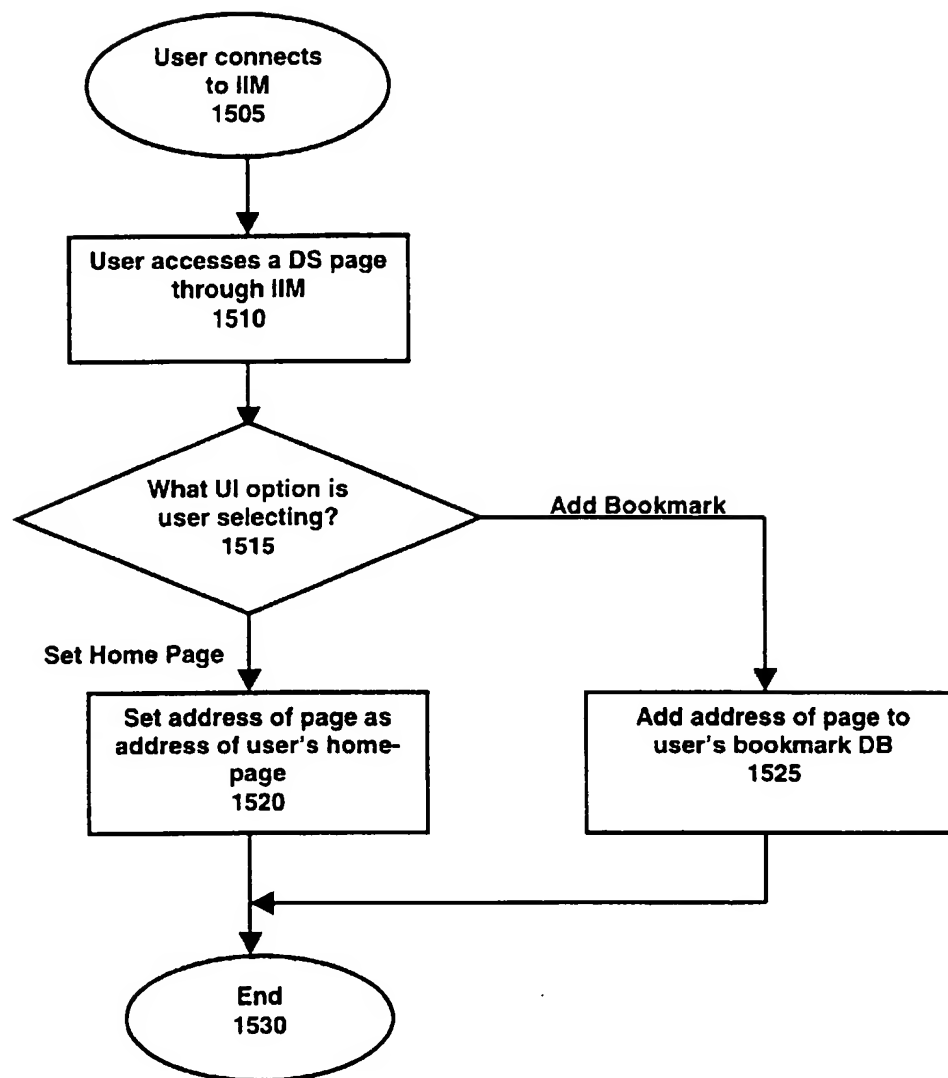 User connects
to IIM
1505
User accesses a DS page
through IIM
1510
What UI option is
user selecting?
1515
Add Bookmark
Set Home Page
Set address of page as
address of user's home-
page
1520
Add address of page to
user's bookmark DB
1525
End
1530